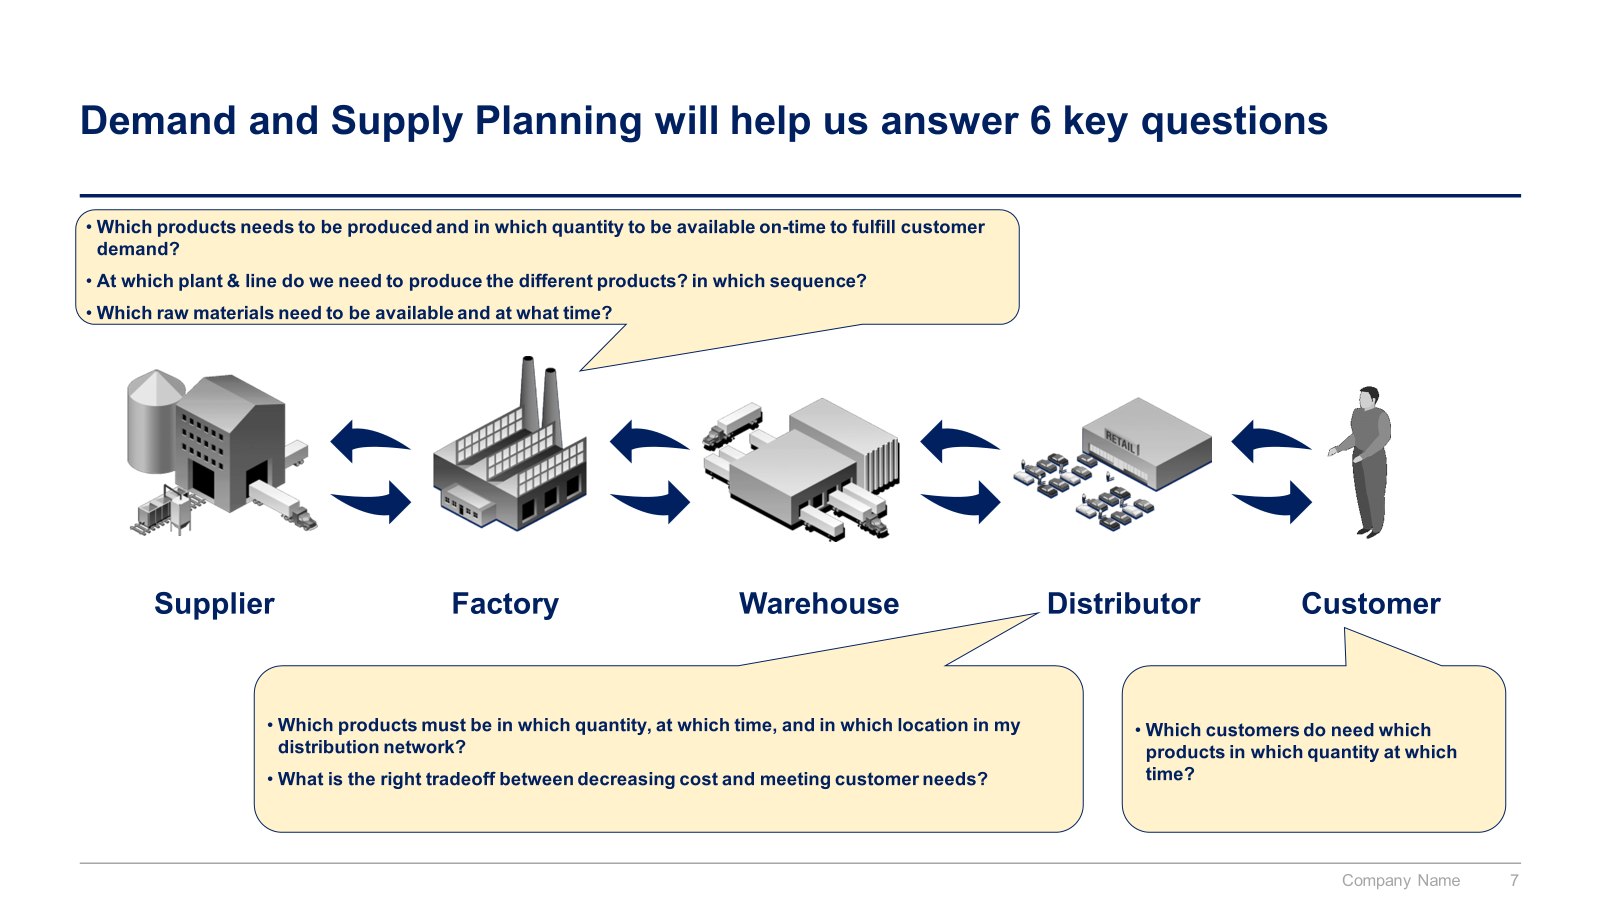 Demand and Supply Planning will help us answer 6 key questions
• Which products needs to be produced and in which quantity to be available on-time to fulfill customer
demand?
• At which plant & line do we need to produce the different products? in which sequence?
• Which raw materials need to be available and at what time?
RETAIL
Supplier
Factory
Warehouse
Distributor
Customer
• Which products must be in which quantity, at which time, and in which location in my
distribution network?
• What is the right tradeoff between decreasing cost and meeting customer needs?
• Which customers do need which
products in which quantity at which
time?
Company Name
7